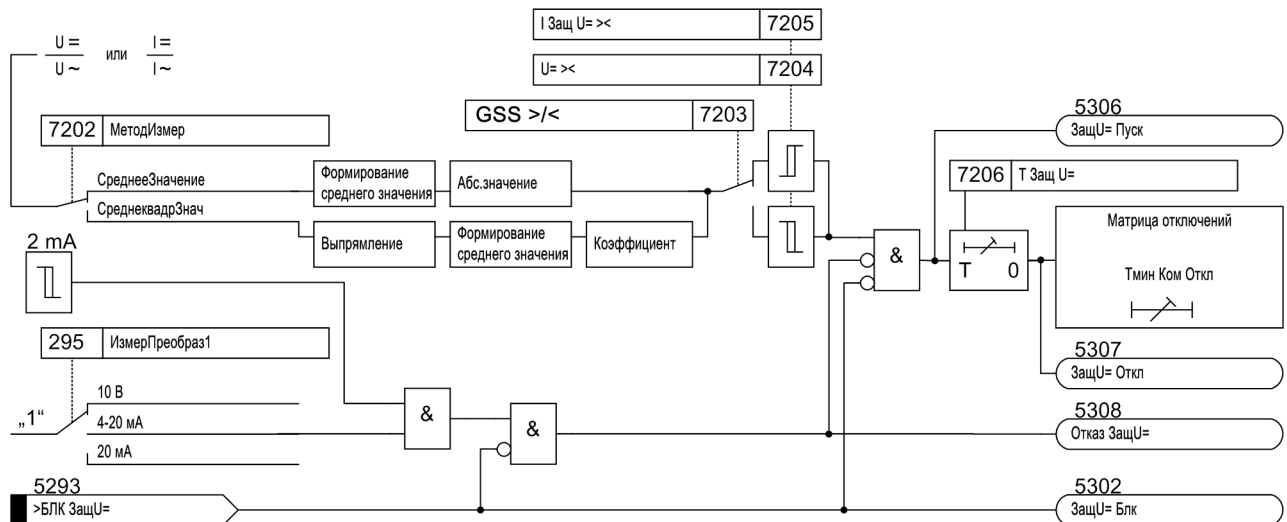 U =
U ~
или
I =
I ~
I Защ U= >< 7205
U= >< 7204
GSS >/< 7203
7202 МетодИзмер
СреднееЗначение
СреднеквадрЗнач
Формирование
среднего значения
Абс.значение
Выпрямление
Формирование
среднего значения
Коэффициент
&
5306
ЗащU= Пуск
7206 Т Защ U=
T 0
Матрица отключений
Тмин Ком Откл
2 mA
295 ИзмерПреобраз1
„1“
10 В
4-20 мА
20 мА
&
&
5307
ЗащU= Откл
5308
Отказ ЗащU=
5293
>БЛК ЗащU=
5302
ЗащU= Блк